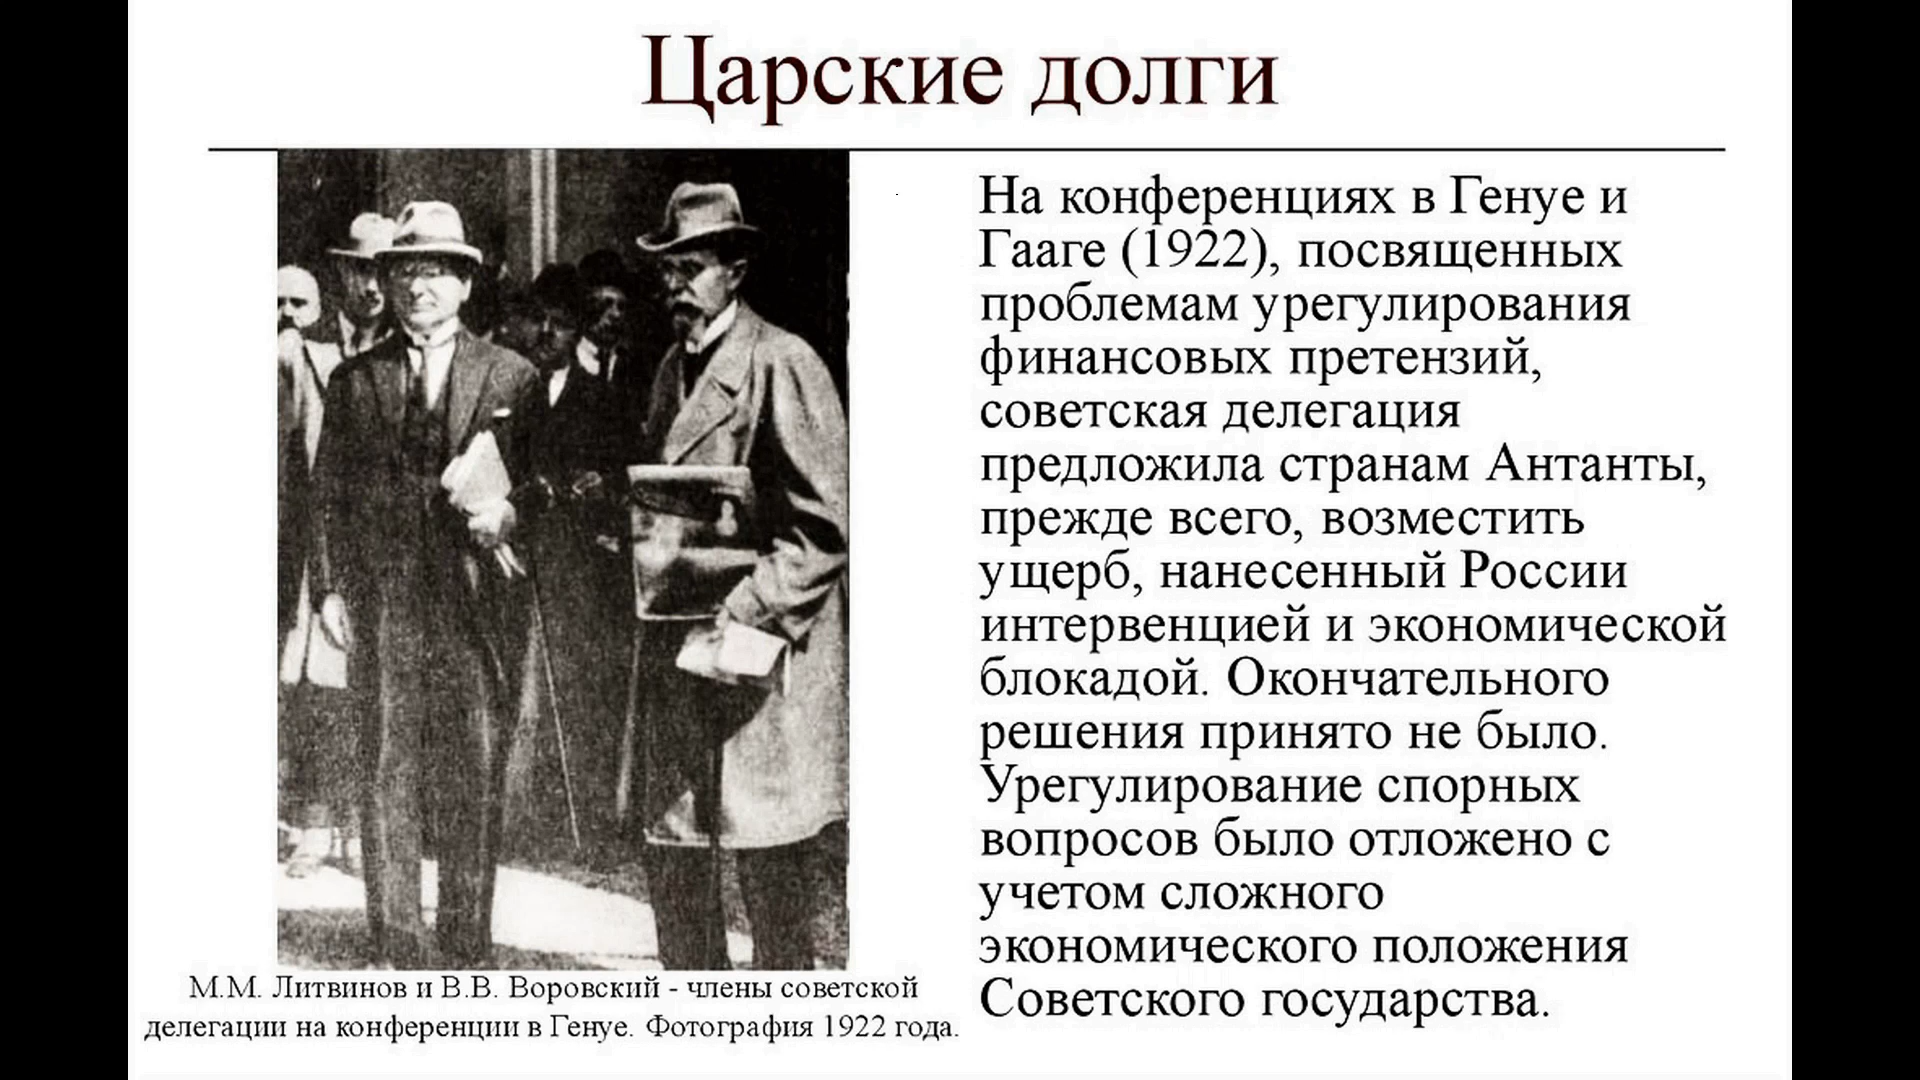 Царские долги
На конференциях в Генуе и
Гааге (1922), посвященных
проблемам урегулирования
финансовых претензий,
советская делегация
предложила странам Антанты,
прежде всего, возместить
ущерб, нанесенный России
интервенцией и экономической
блокадой. Окончательного
решения принято не было.
Урегулирование спорных
вопросов было отложено с
учетом сложного
экономического положения
Советского государства.
М.М. Литвинов и В.В. Воровский - члены советской
делегации на конференции в Генуе. Фотография 1922 года.